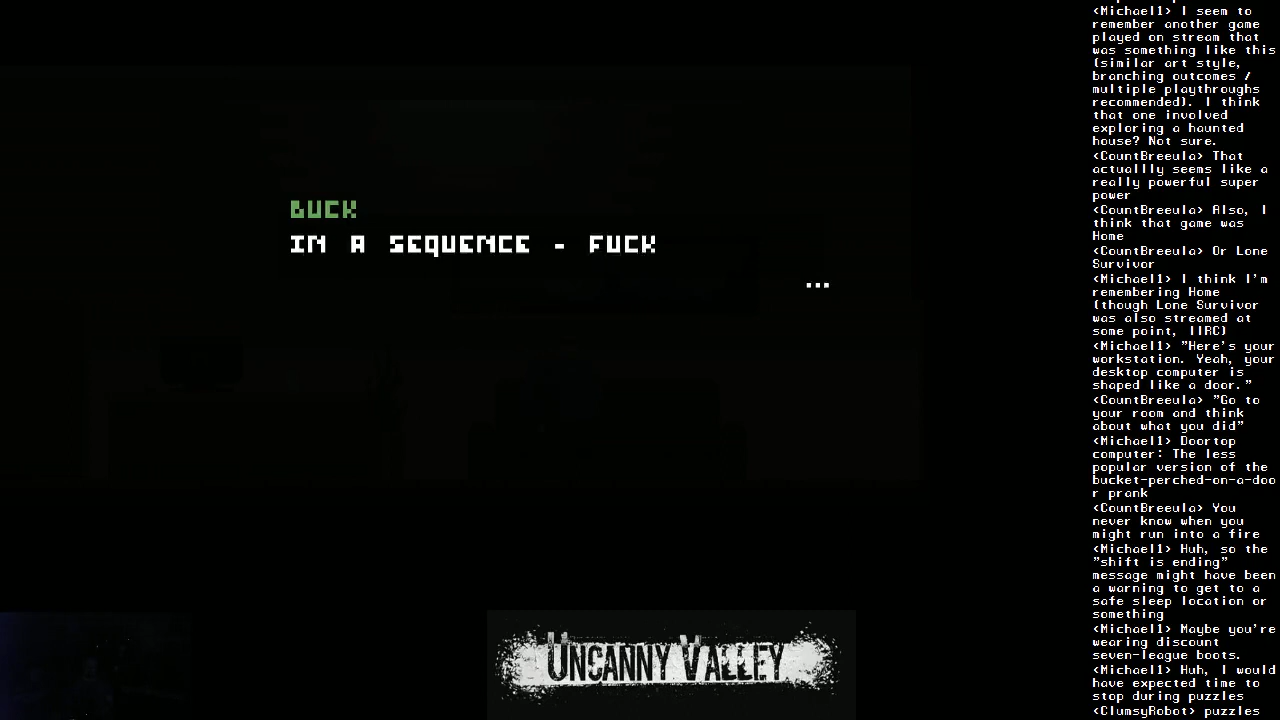 BUCK
IN A SEQUENCE - FUCK
...
UNCANNY VALLEY
<Michael1> I seem to
remember another game
played on stream that
was something like this
(similar art style,
branching outcomes /
multiple playthroughs
recommended). I think
that one involved
exploring a haunted
house? Not sure.
<CountBreeula> That
actuallly seems like a
really powerful super
power
<CountBreeula> Also, I
think that game was
Home
<CountBreeula> Or Lone
Survivor
<Michael1> I think I'm
remembering Home
(though Lone Survivor
was also streamed at
some point, IIRC)
<Michael1> "Here's your
workstation. Yeah, your
desktop computer is
shaped like a door."
<CountBreeula> "Go to
your room and think
about what you did"
<Michael1> Doortop
computer: The less
popular version of the
bucket-perched-on-a-doo
r prank
<CountBreeula> You
never know when you
might run into a fire
<Michael1> Huh, so the
"shift is ending"
message might have been
a warning to get to a
safe sleep location or
something
<Michael1> Maybe you're
wearing discount
seven-league boots.
<Michael1> Huh, I would
have expected time to
stop during puzzles
<ClumsyRobot> puzzles